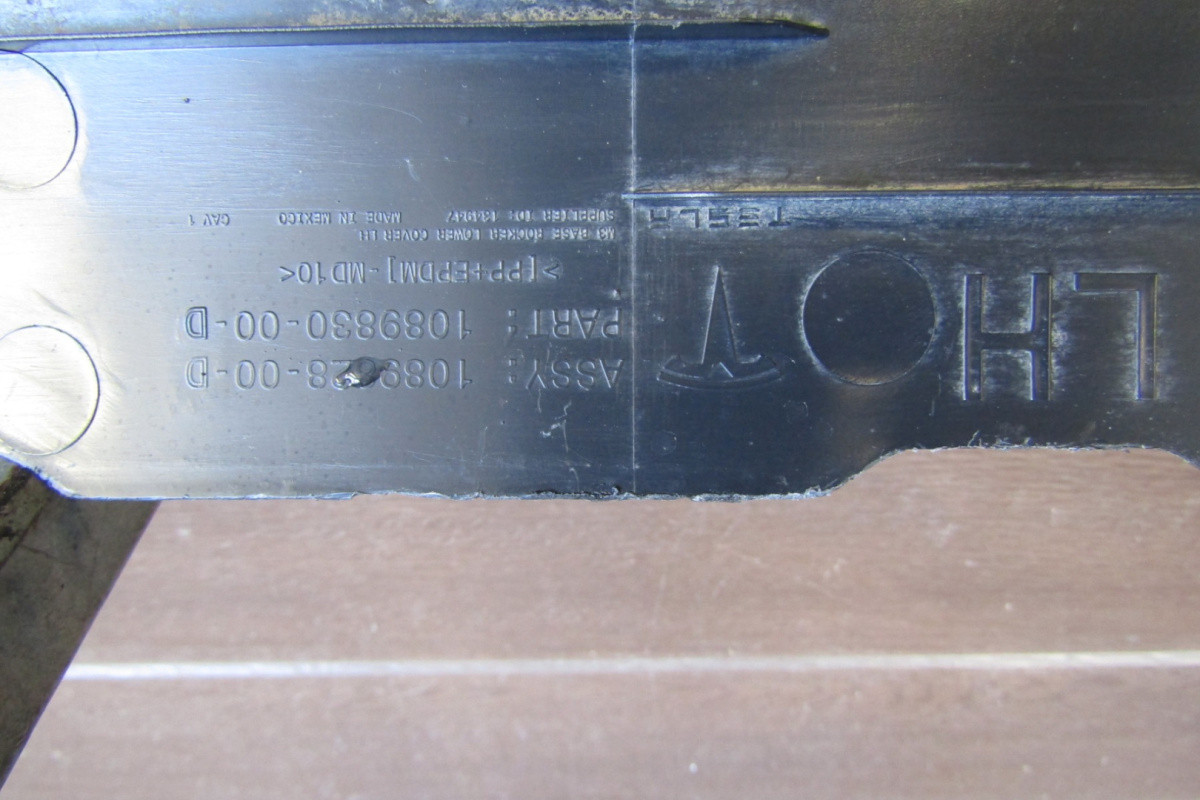 LH
ASSY:
PART: 1089830-00-D
>[PP+EPDM]-MD10<
M3 BASE ROCKER LOWER COVER LH
SUPPLIER ID: MADE IN MEXICO CAV 1
TESLA